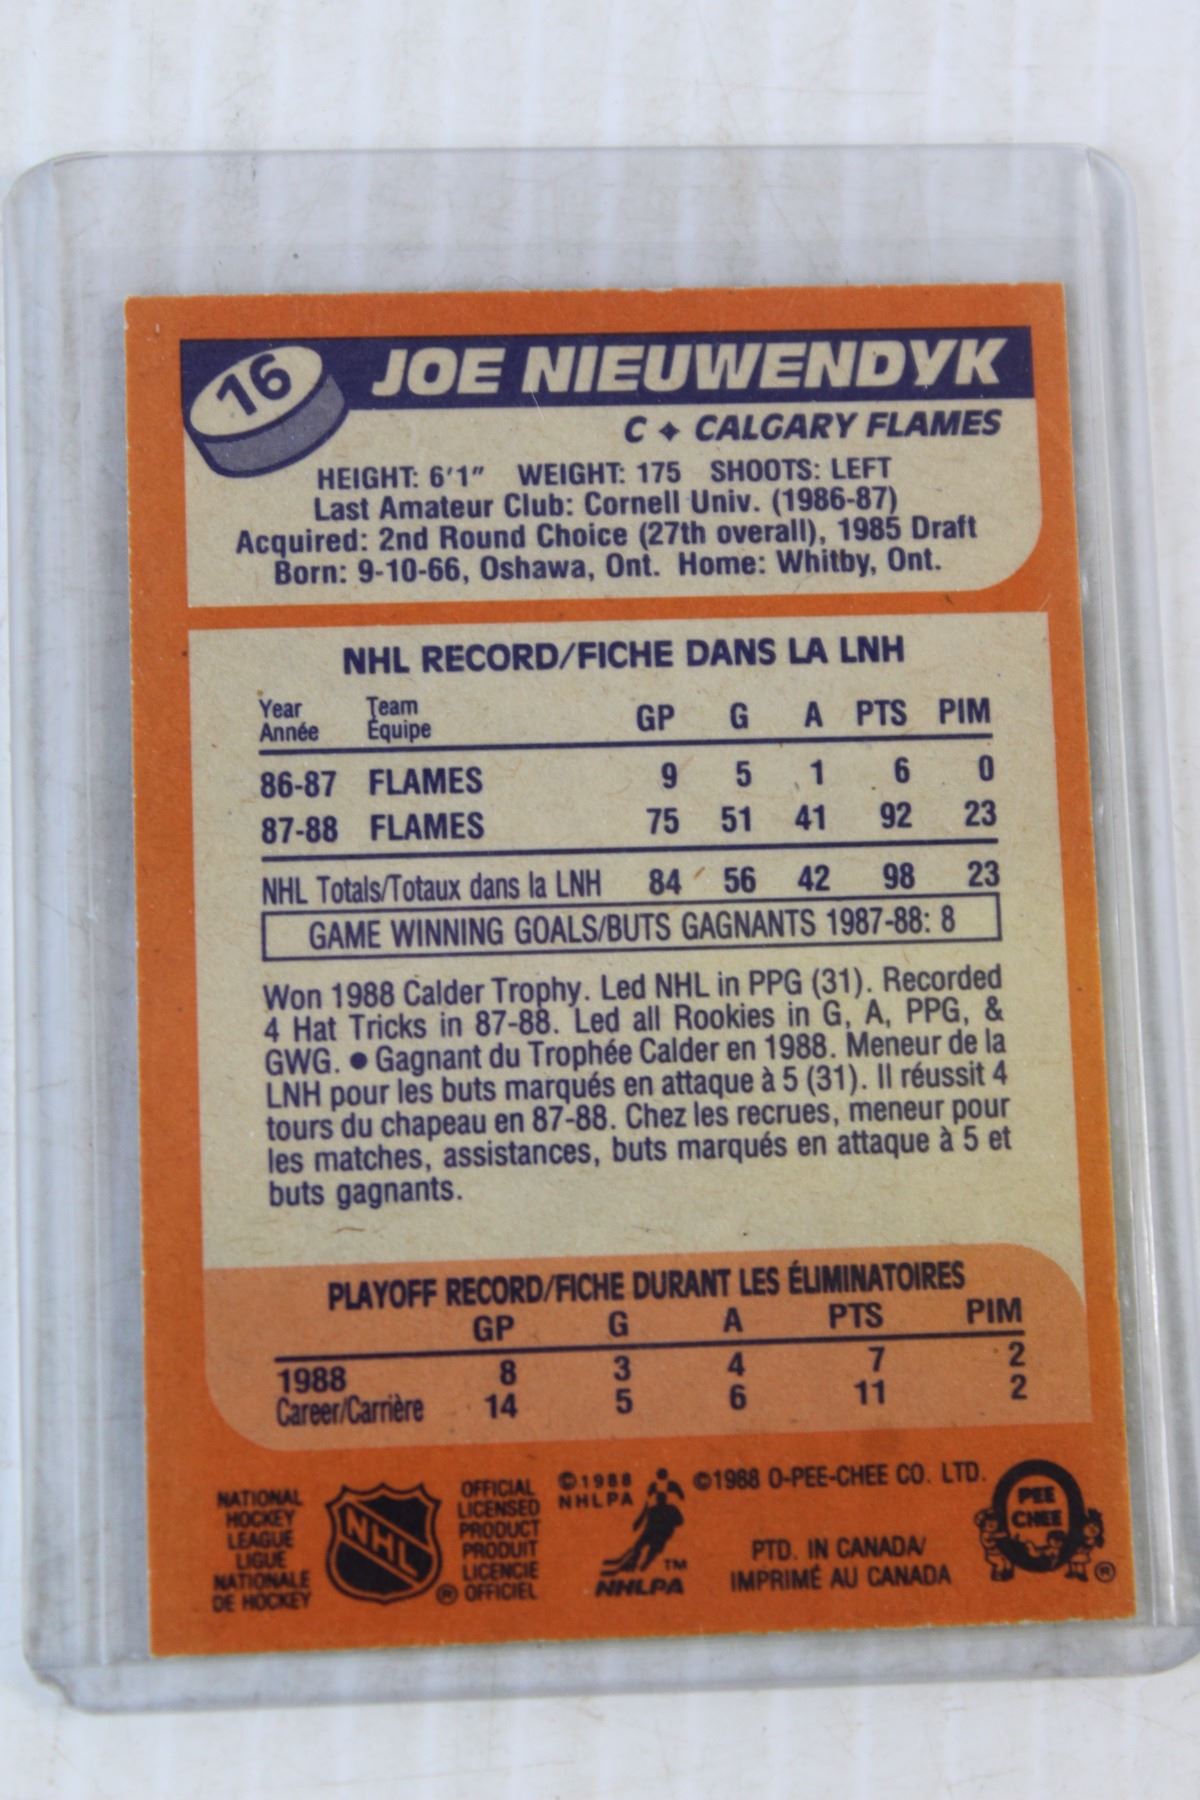 16
JOE NIEUWENDYK
C ✦ CALGARY FLAMES
HEIGHT: 6'1" WEIGHT: 175 SHOOTS: LEFT
Last Amateur Club: Cornell Univ. (1986-87)
Acquired: 2nd Round Choice (27th overall), 1985 Draft
Born: 9-10-66, Oshawa, Ont. Home: Whitby, Ont.
NHL RECORD/FICHE DANS LA LNH
Year Team
Année Équipe GP G A PTS PIM
86-87 FLAMES 9 5 1 6 0
87-88 FLAMES 75 51 41 92 23
NHL Totals/Totaux dans la LNH 84 56 42 98 23
GAME WINNING GOALS/BUTS GAGNANTS 1987-88: 8
Won 1988 Calder Trophy. Led NHL in PPG (31). Recorded
4 Hat Tricks in 87-88. Led all Rookies in G, A, PPG, &
GWG. ● Gagnant du Trophée Calder en 1988. Meneur de la
LNH pour les buts marqués en attaque à 5 (31). Il réussit 4
tours du chapeau en 87-88. Chez les recrues, meneur pour
les matches, assistances, buts marqués en attaque à 5 et
buts gagnants.
PLAYOFF RECORD/FICHE DURANT LES ÉLIMINATOIRES
GP G A PTS PIM
1988 8 3 4 7 2
Career/Carrière 14 5 6 11 2
NATIONAL
HOCKEY
LEAGUE
LIGUE
NATIONALE
DE HOCKEY
NHL
®
OFFICIAL
LICENSED
PRODUCT
PRODUIT
LICENCIE
OFFICIEL
©1988
NHLPA
TM
NHLPA
©1988 O-PEE-CHEE CO. LTD.
PTD. IN CANADA/
IMPRIMÉ AU CANADA
O
PEE
CHEE
®